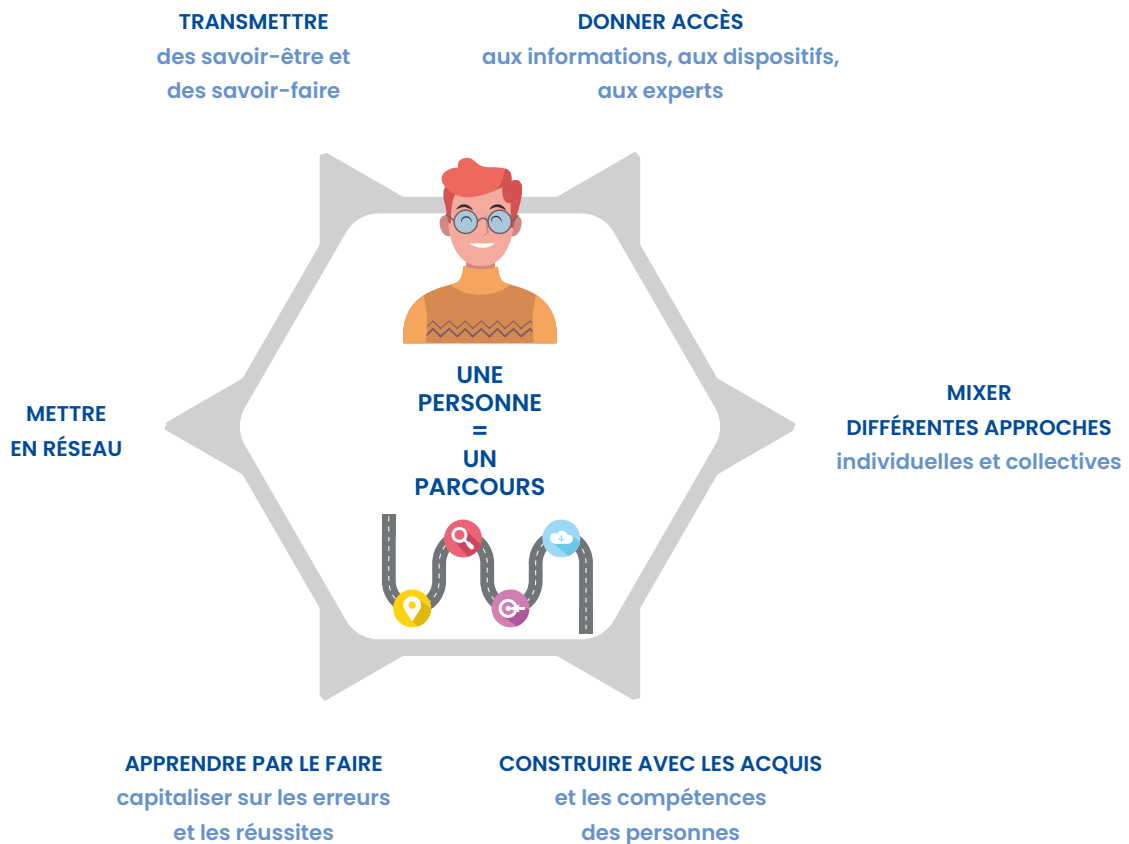 TRANSMETTRE
des savoir-être et
des savoir-faire
DONNER ACCÈS
aux informations, aux dispositifs,
aux experts
METTRE
EN RÉSEAU
UNE
PERSONNE
=
UN
PARCOURS
MIXER
DIFFÉRENTES APPROCHES
individuelles et collectives
APPRENDRE PAR LE FAIRE
capitaliser sur les erreurs
et les réussites
CONSTRUIRE AVEC LES ACQUIS
et les compétences
des personnes